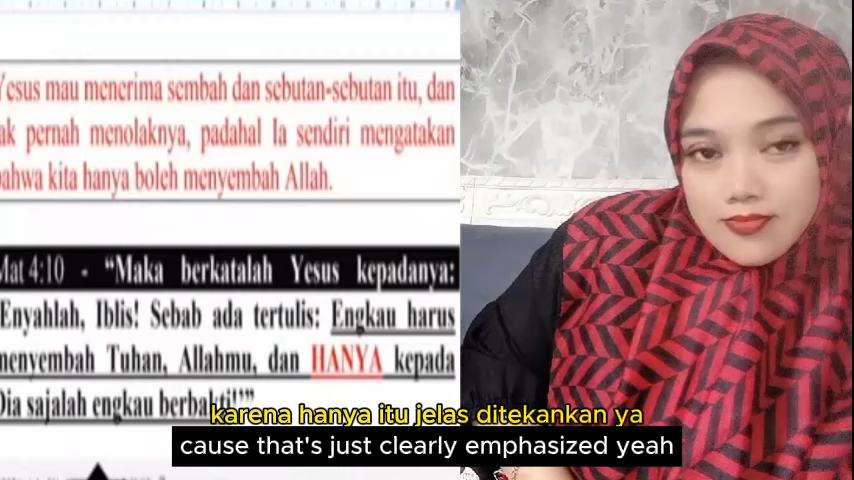 Yesus mau menerima sembah dan sebutan-sebutan itu, dan
ak pernah menolaknya, padahal Ia sendiri mengatakan
bahwa kita hanya boleh menyembah Allah.
Mat 4:10 - “Maka berkatalah Yesus kepadanya:
Enyahlah, Iblis! Sebab ada tertulis: Engkau harus
menyembah Tuhan, Allahmu, dan HANYA kepada
Dia sajalah engkau berbakti!’”
karena hanya itu jelas ditekankan ya
cause that's just clearly emphasized yeah